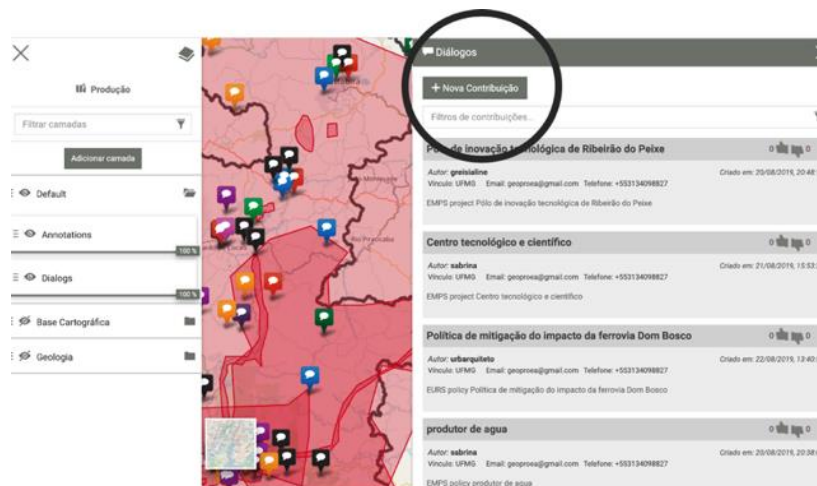 Produção
Filtrar camadas
Adicionar camada
Default
Annotations
100 %
Dialogs
100 %
Base Cartográfica
Geologia
Rio Piracicaba
Diálogos
+ Nova Contribuição
Filtros de contribuições...
Pólo de inovação tecnológica de Ribeirão do Peixe
0 0
Autor: greisialine
Criado em: 20/08/2019, 20:48:
Vínculo: UFMG Email: geoproea@gmail.com Telefone: +553134098827
EMPS project Pólo de inovação tecnológica de Ribeirão do Peixe
Centro tecnológico e científico
0 0
Autor: sabrina
Criado em: 21/08/2019, 15:53:
Vínculo: UFMG Email: geoproea@gmail.com Telefone: +553134098827
EMPS project Centro tecnológico e científico
Política de mitigação do impacto da ferrovia Dom Bosco
0 0
Autor: urbarquiteto
Criado em: 22/08/2019, 13:40:
Vínculo: UFMG Email: geoproea@gmail.com Telefone: +553134098827
EURS policy Política de mitigação do impacto da ferrovia Dom Bosco
produtor de agua
0 0
Autor: sabrina
Criado em: 20/08/2019, 20:38:
Vínculo: UFMG Email: geoproea@gmail.com Telefone: +553134098827
EMPS policy produtor de agua